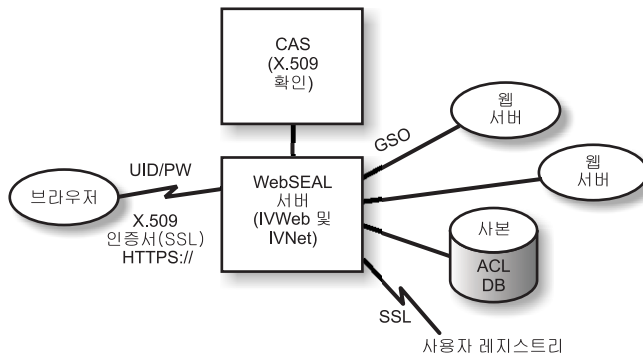 CAS
(X.509
확인)
웹
서버
GSO
웹
서버
UID/PW
브라우저
WebSEAL
서버
(IVWeb 및
IVNet)
X.509
인증서(SSL)
HTTPS://
사본
ACL
DB
SSL
사용자 레지스트리